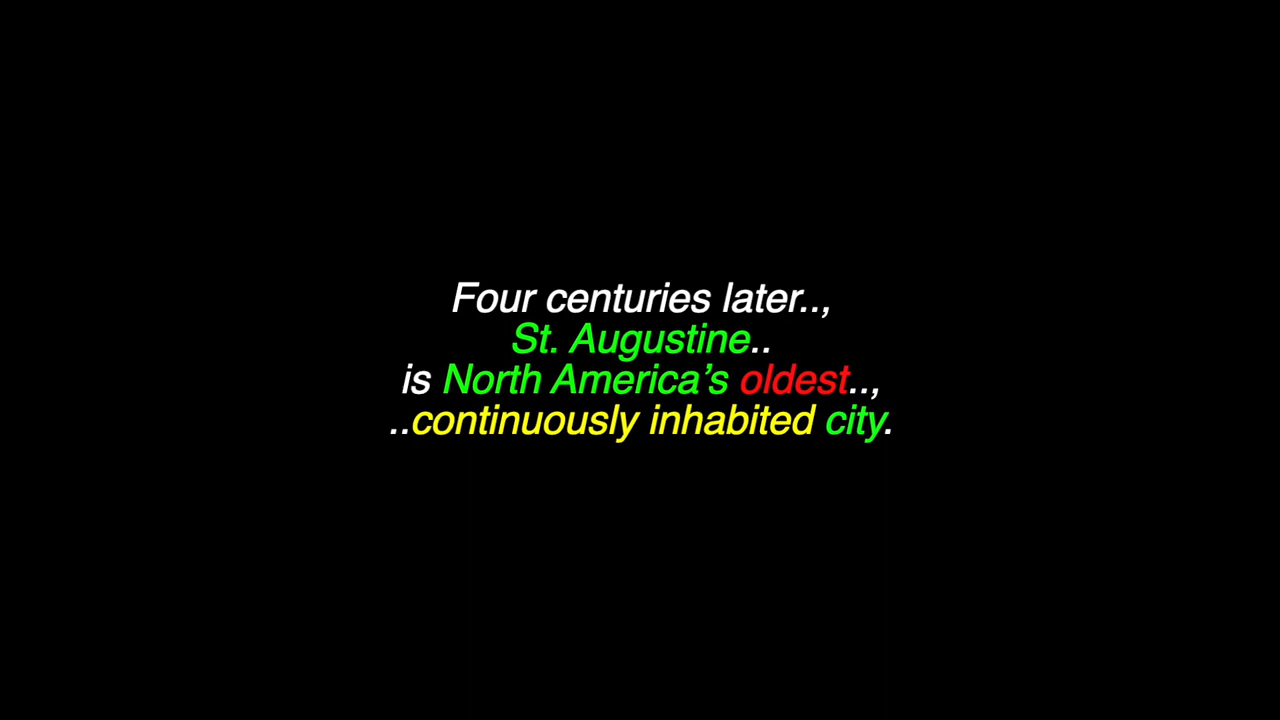 Four centuries later..,
St. Augustine..
is North America’s oldest..,
..continuously inhabited city.